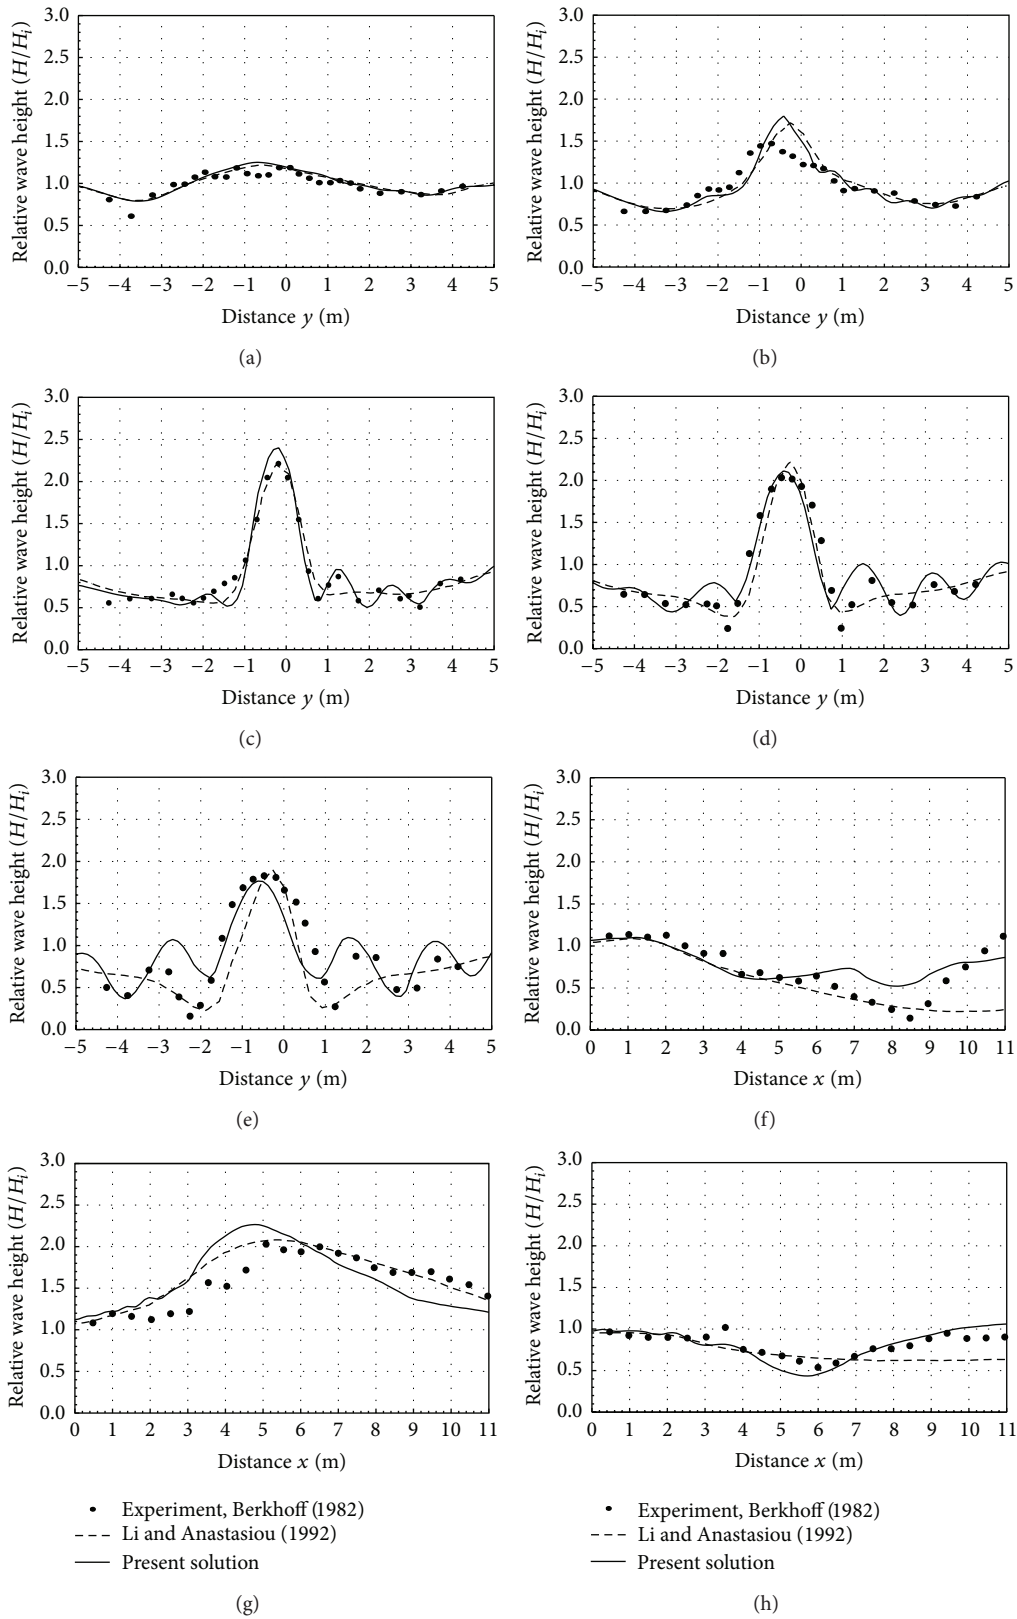 Relative wave height (H/Hi)
3.0
2.5
2.0
1.5
1.0
0.5
0.0
−5 −4 −3 −2 −1 0 1 2 3 4 5
Distance y (m)
(a)
Relative wave height (H/Hi)
3.0
2.5
2.0
1.5
1.0
0.5
0.0
−5 −4 −3 −2 −1 0 1 2 3 4 5
Distance y (m)
(b)
Relative wave height (H/Hi)
3.0
2.5
2.0
1.5
1.0
0.5
0.0
−5 −4 −3 −2 −1 0 1 2 3 4 5
Distance y (m)
(c)
Relative wave height (H/Hi)
3.0
2.5
2.0
1.5
1.0
0.5
0.0
−5 −4 −3 −2 −1 0 1 2 3 4 5
Distance y (m)
(d)
Relative wave height (H/Hi)
3.0
2.5
2.0
1.5
1.0
0.5
0.0
−5 −4 −3 −2 −1 0 1 2 3 4 5
Distance y (m)
(e)
Relative wave height (H/Hi)
3.0
2.5
2.0
1.5
1.0
0.5
0.0
0 1 2 3 4 5 6 7 8 9 10 11
Distance x (m)
(f)
Relative wave height (H/Hi)
3.0
2.5
2.0
1.5
1.0
0.5
0.0
0 1 2 3 4 5 6 7 8 9 10 11
Distance x (m)
Experiment, Berkhoff (1982)
Li and Anastasiou (1992)
Present solution
(g)
Relative wave height (H/Hi)
3.0
2.5
2.0
1.5
1.0
0.5
0.0
0 1 2 3 4 5 6 7 8 9 10 11
Distance x (m)
Experiment, Berkhoff (1982)
Li and Anastasiou (1992)
Present solution
(h)